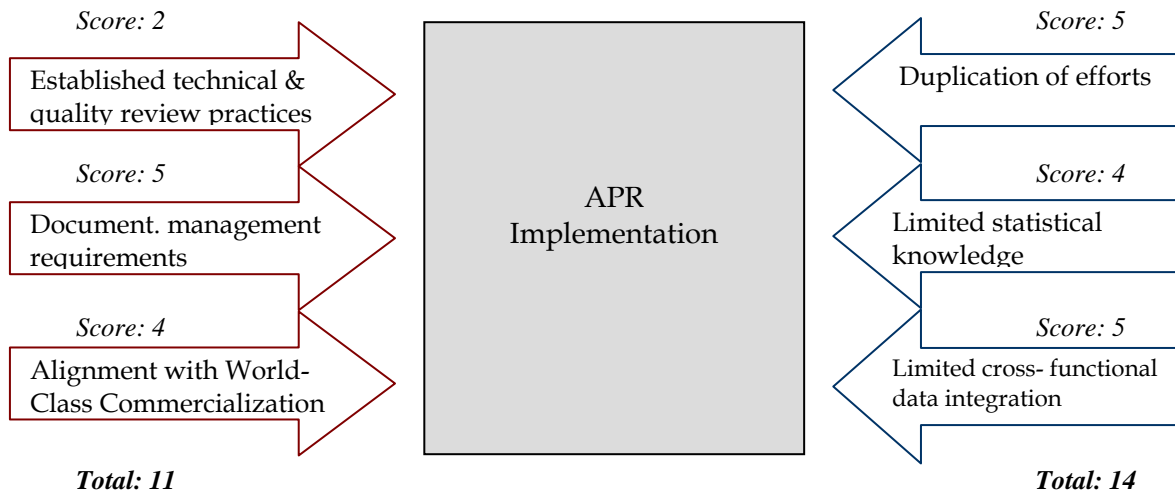 Score: 2
Established technical &
quality review practices
Score: 5
Document. management
requirements
Score: 4
Alignment with World-
Class Commercialization
Total: 11
APR
Implementation
Score: 5
Duplication of efforts
Score: 4
Limited statistical
knowledge
Score: 5
Limited cross- functional
data integration
Total: 14